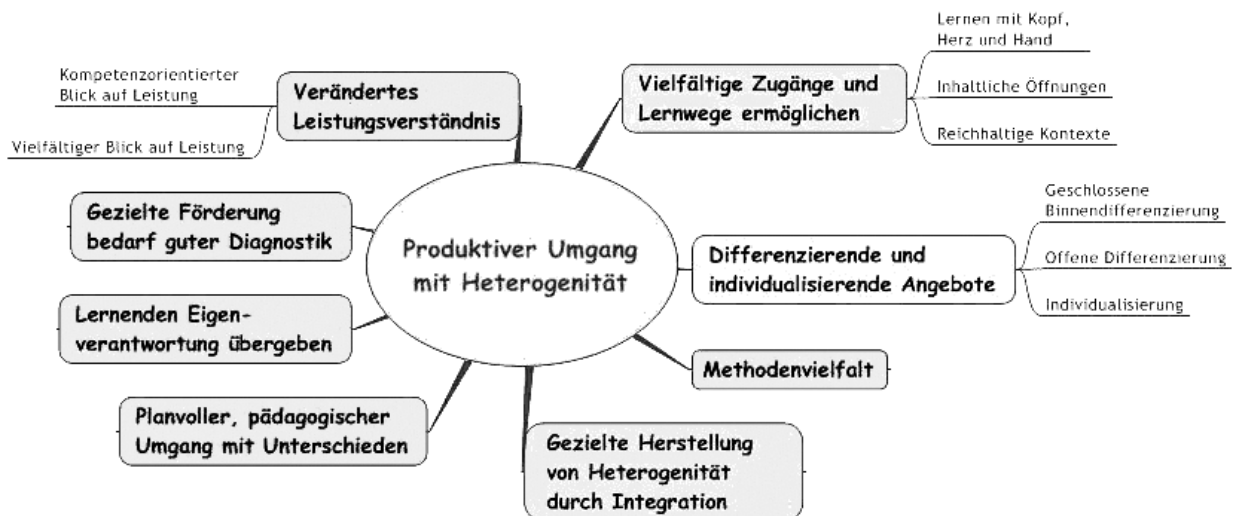 Produktiver Umgang
mit Heterogenität
Vielfältige Zugänge und
Lernwege ermöglichen
Lernen mit Kopf,
Herz und Hand
Inhaltliche Öffnungen
Reichhaltige Kontexte
Differenzierende und
individualisierende Angebote
Geschlossene
Binnendifferenzierung
Offene Differenzierung
Individualisierung
Methodenvielfalt
Gezielte Herstellung
von Heterogenität
durch Integration
Planvoller, pädagogischer
Umgang mit Unterschieden
Lernenden Eigen-
verantwortung übergeben
Gezielte Förderung
bedarf guter Diagnostik
Verändertes
Leistungsverständnis
Kompetenzorientierter
Blick auf Leistung
Vielfältiger Blick auf Leistung